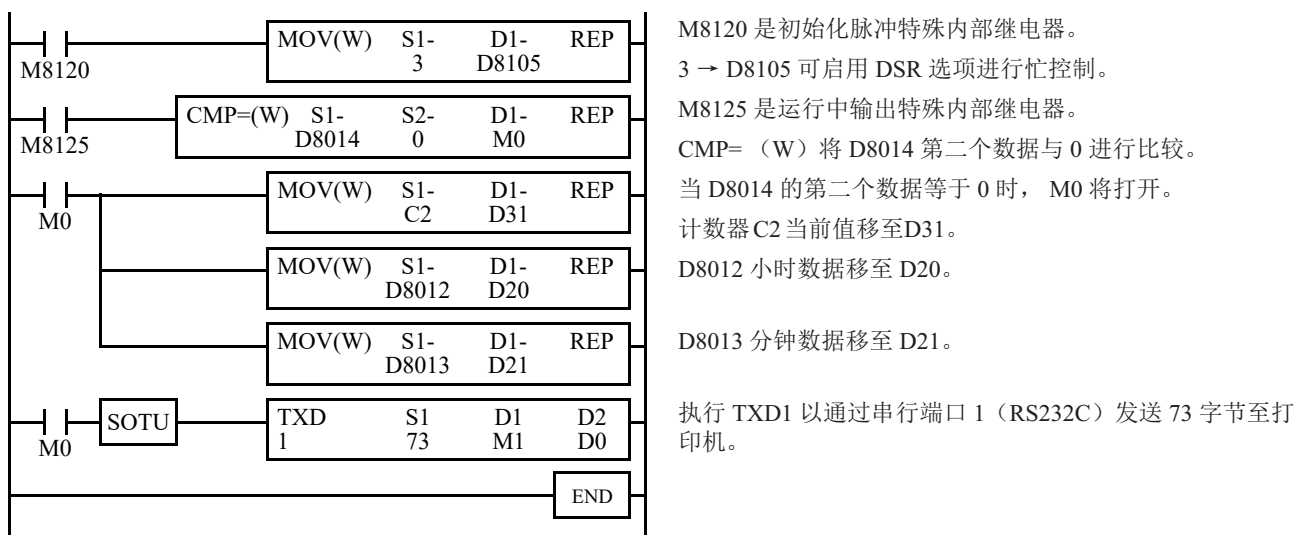 MOV(W) S1- D1- REP
3 D8105
M8120
M8120 是初始化脉冲特殊内部继电器。
3 → D8105 可启用 DSR 选项进行忙控制。
CMP=(W) S1- S2- D1- REP
D8014 0 M0
M8125
M8125 是运行中输出特殊内部继电器。
CMP= （W）将 D8014 第二个数据与 0 进行比较。
MOV(W) S1- D1- REP
C2 D31
M0
当 D8014 的第二个数据等于 0 时， M0 将打开。
计数器C2当前值移至D31。
MOV(W) S1- D1- REP
D8012 D20
D8012 小时数据移至 D20。
MOV(W) S1- D1- REP
D8013 D21
D8013 分钟数据移至 D21。
SOTU
TXD S1 D1 D2
1 73 M1 D0
M0
执行 TXD1 以通过串行端口 1（RS232C）发送 73 字节至打
印机。
END